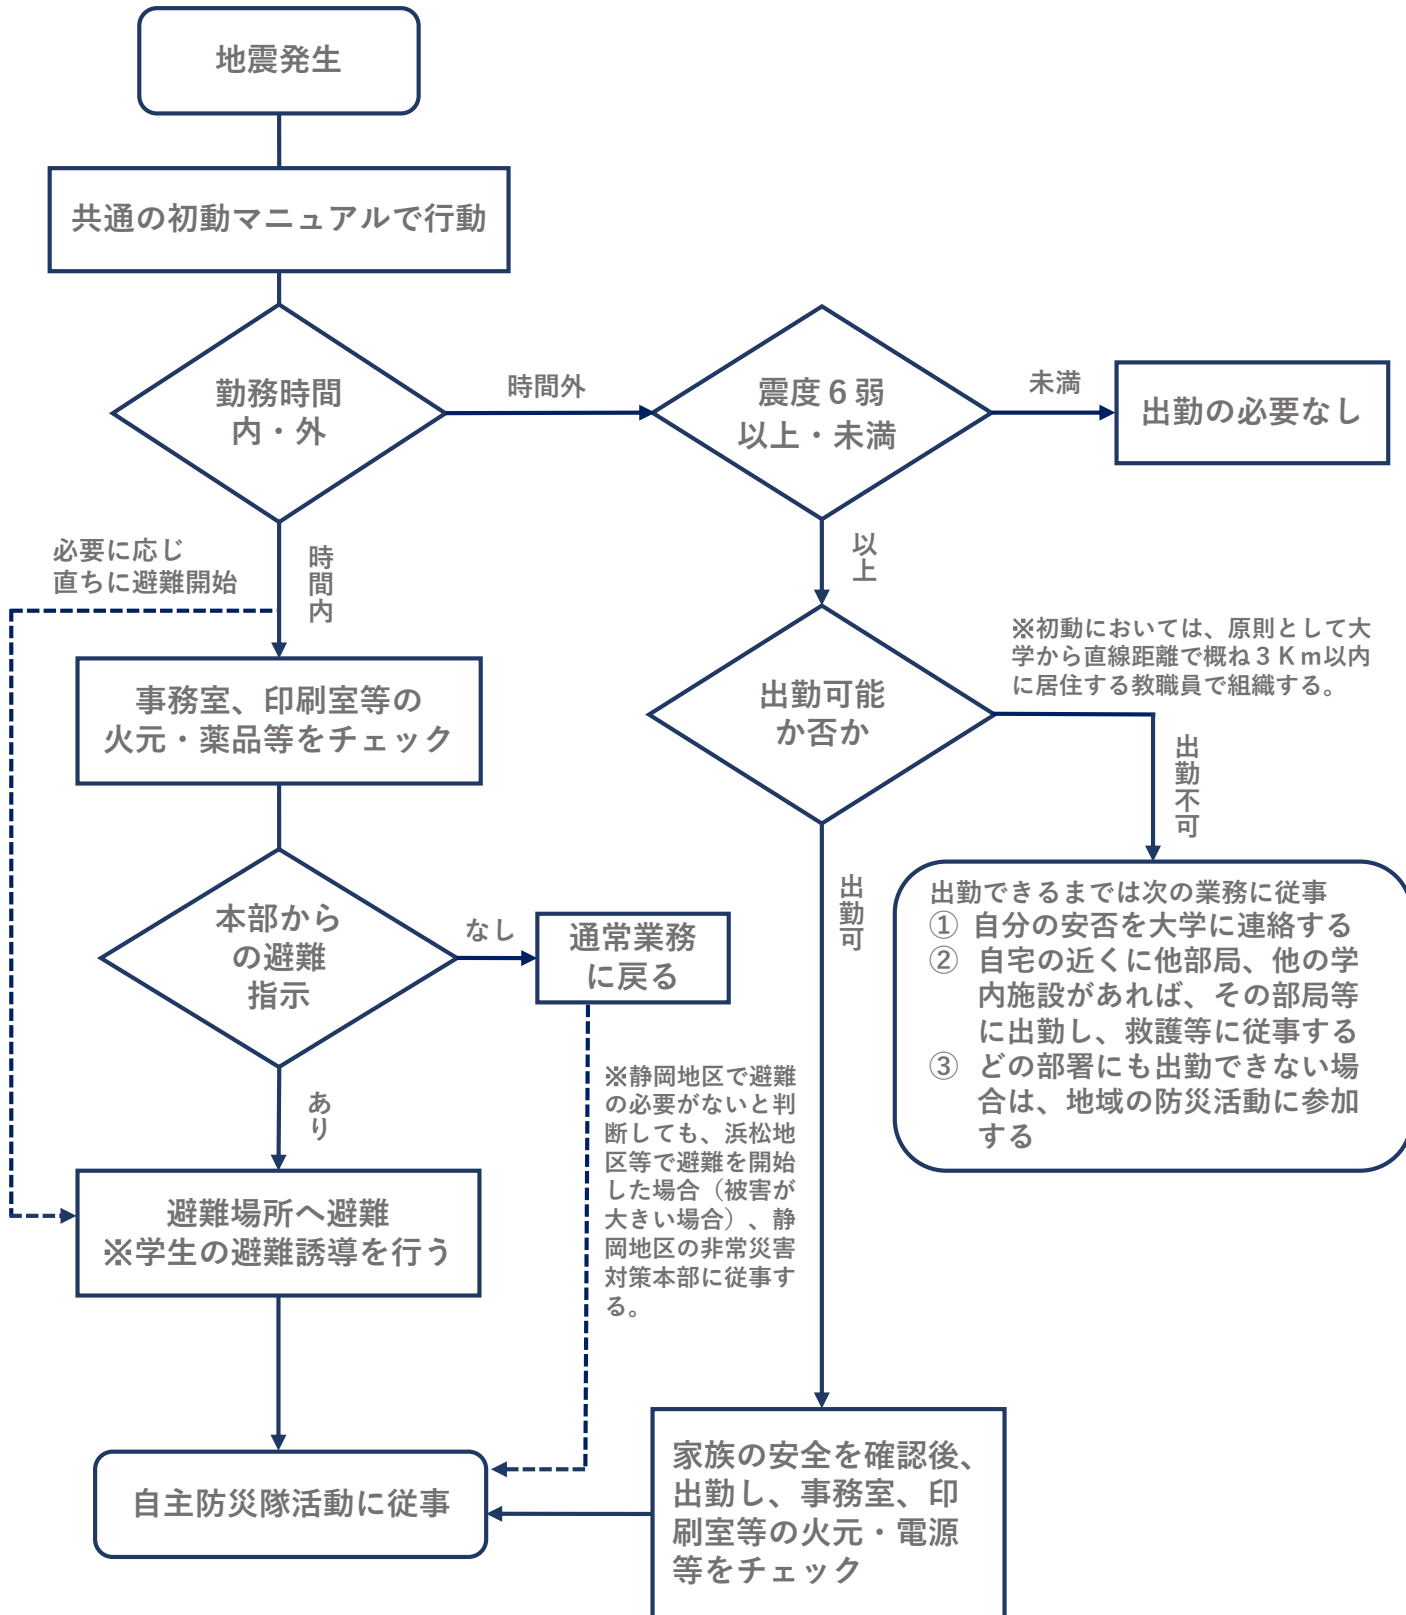 地震発生
共通の初動マニュアルで行動
勤務時間
内・外
時間外
震度６弱
以上・未満
未満
出勤の必要なし
必要に応じ
直ちに避難開始
時間内
以上
※初動においては、原則として大
学から直線距離で概ね３Ｋｍ以内
に居住する教職員で組織する。
事務室、印刷室等の
火元・薬品等をチェック
出勤可能
か否か
出勤不可
本部から
の避難
指示
なし
通常業務
に戻る
出勤可
出勤できるまでは次の業務に従事
① 自分の安否を大学に連絡する
② 自宅の近くに他部局、他の学
内施設があれば、その部局等
に出勤し、救護等に従事する
③ どの部署にも出勤できない場
合は、地域の防災活動に参加
する
あり
※静岡地区で避難
の必要がないと判
断しても、浜松地
区等で避難を開始
した場合（被害が
大きい場合）、静
岡地区の非常災害
対策本部に従事す
る。
避難場所へ避難
※学生の避難誘導を行う
自主防災隊活動に従事
家族の安全を確認後、
出勤し、事務室、印
刷室等の火元・電源
等をチェック